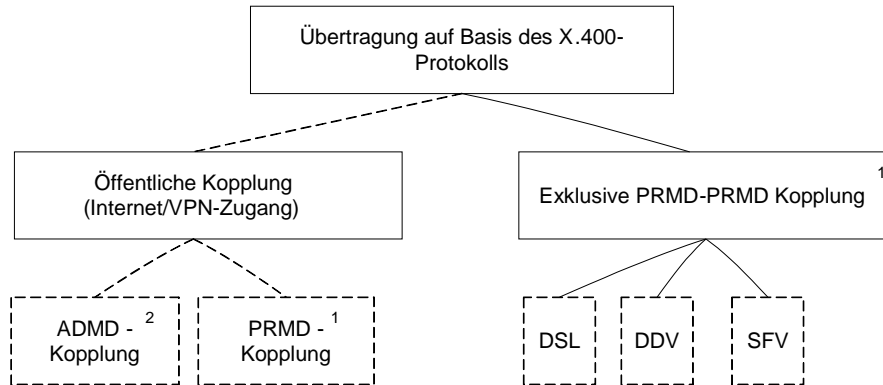 Übertragung auf Basis des X.400-
Protokolls
Öffentliche Kopplung
(Internet/VPN-Zugang)
Exklusive PRMD-PRMD Kopplung 1
ADMD - 2
Kopplung
PRMD - 1
Kopplung
DSL
DDV
SFV